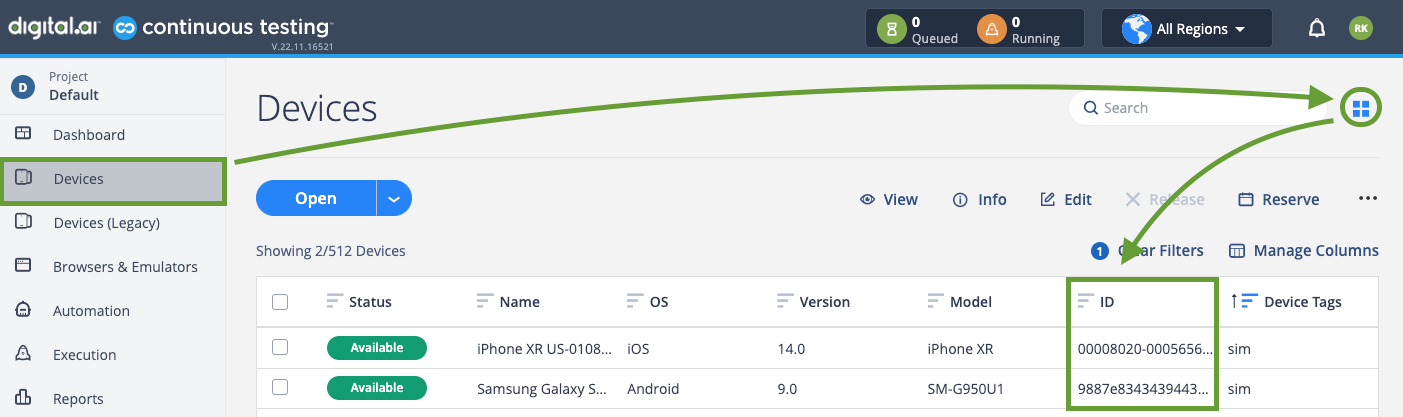 digital.ai continuous testing™
V.22.11.16521
0 Queued
0 Running
All Regions
RK
D
Project
Default
Dashboard
Devices
Devices (Legacy)
Browsers & Emulators
Automation
Execution
Reports
Devices
Search
Open
View Info Edit Release Reserve ...
Showing 2/512 Devices
1 Clear Filters Manage Columns
Status Name OS Version Model ID Device Tags
Available iPhone XR US-0108... iOS 14.0 iPhone XR 00008020-0005656... sim
Available Samsung Galaxy S... Android 9.0 SM-G950U1 9887e8343439443... sim